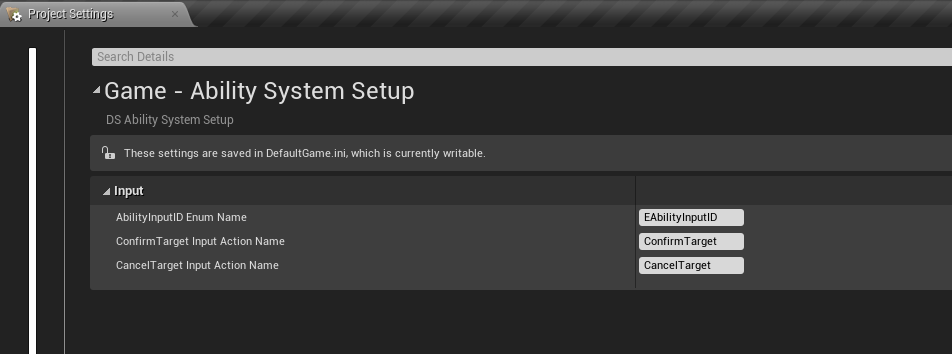 Project Settings
Search Details
Game - Ability System Setup
DS Ability System Setup
These settings are saved in DefaultGame.ini, which is currently writable.
Input
AbilityInputID Enum Name EAbilityInputID
ConfirmTarget Input Action Name ConfirmTarget
CancelTarget Input Action Name CancelTarget